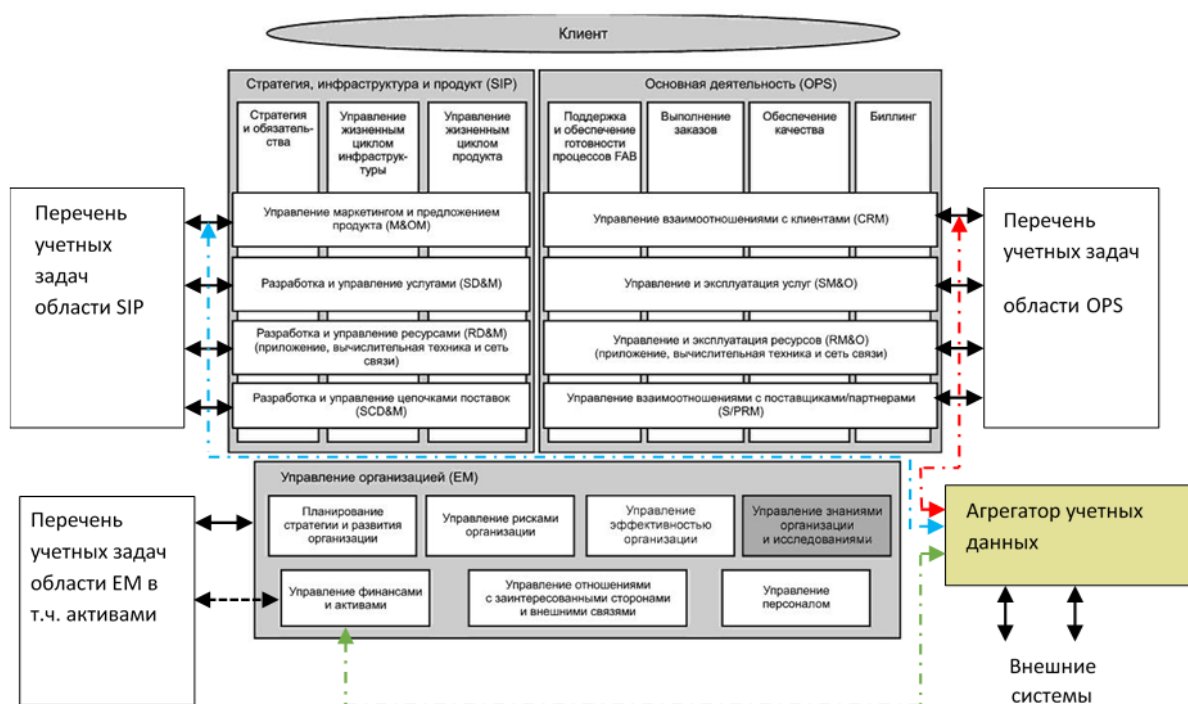 Клиент
Стратегия, инфраструктура и продукт (SIP)
Стратегия
и обязатель-
ства
Управление
жизненным
циклом
инфраструк-
туры
Управление
жизненным
циклом
продукта
Основная деятельность (OPS)
Поддержка
и обеспечение
готовности
процессов FAB
Выполнение
заказов
Обеспечение
качества
Биллинг
Перечень
учетных
задач
области SIP
Управление маркетингом и предложением
продукта (M&OM)
Разработка и управление услугами (SD&M)
Разработка и управление ресурсами (RD&M)
(приложение, вычислительная техника и сеть
связи)
Разработка и управление цепочками поставок
(SCD&M)
Управление взаимоотношениями с клиентами (CRM)
Управление и эксплуатация услуг (SM&O)
Управление и эксплуатация ресурсов (RM&O)
(приложение, вычислительная техника и сеть связи)
Управление взаимоотношениями с поставщиками/партнерами
(S/PRM)
Перечень
учетных задач
области OPS
Перечень
учетных задач
области EM в
т.ч. активами
Управление организацией (EM)
Планирование
стратегии и развития
организации
Управление рисками
организации
Управление
эффективностью
организации
Управление знаниями
организации
и исследованиями
Управление финансами
и активами
Управление отношениями
с заинтересованными сторонами
и внешними связями
Управление
персоналом
Агрегатор учетных
данных
Внешние
системы